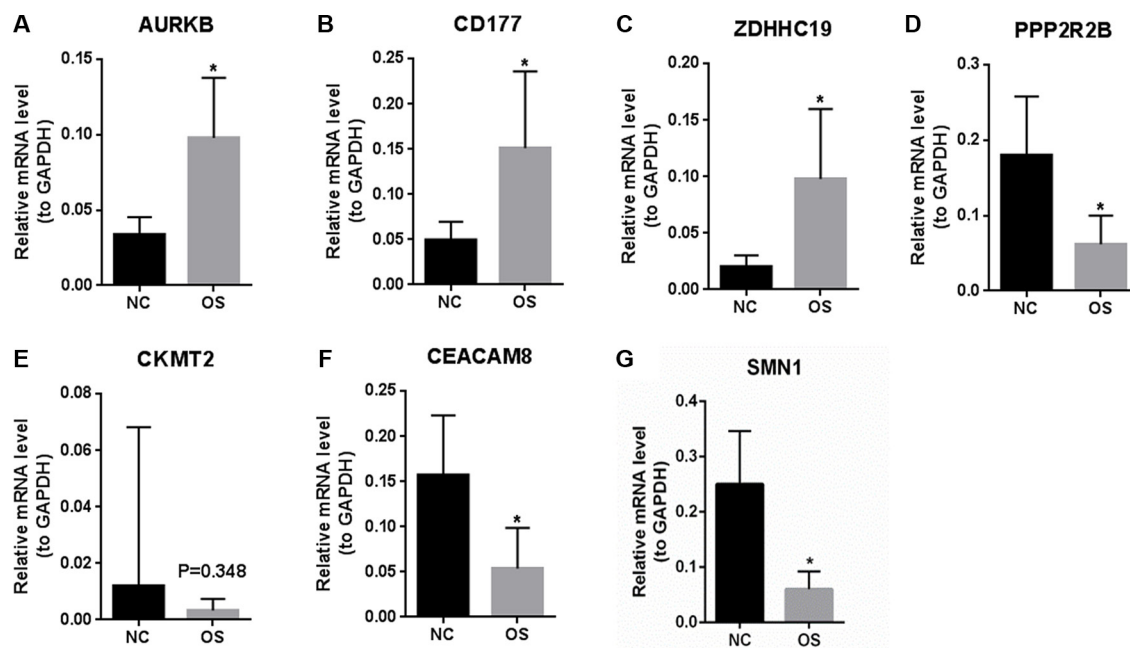 A
AURKB
Relative mRNA level
(to GAPDH)
0.15
0.10
0.05
0.00
*
NC
OS
B
CD177
Relative mRNA level
(to GAPDH)
0.25
0.20
0.15
0.10
0.05
0.00
*
NC
OS
C
ZDHHC19
Relative mRNA level
(to GAPDH)
0.20
0.15
0.10
0.05
0.00
*
NC
OS
D
PPP2R2B
Relative mRNA level
(to GAPDH)
0.3
0.2
0.1
0.0
*
NC
OS
E
CKMT2
Relative mRNA level
(to GAPDH)
0.08
0.06
0.04
0.02
0.00
P=0.348
NC
OS
F
CEACAM8
Relative mRNA level
(to GAPDH)
0.25
0.20
0.15
0.10
0.05
0.00
*
NC
OS
G
SMN1
Relative mRNA level
(to GAPDH)
0.4
0.3
0.2
0.1
0.0
*
NC
OS